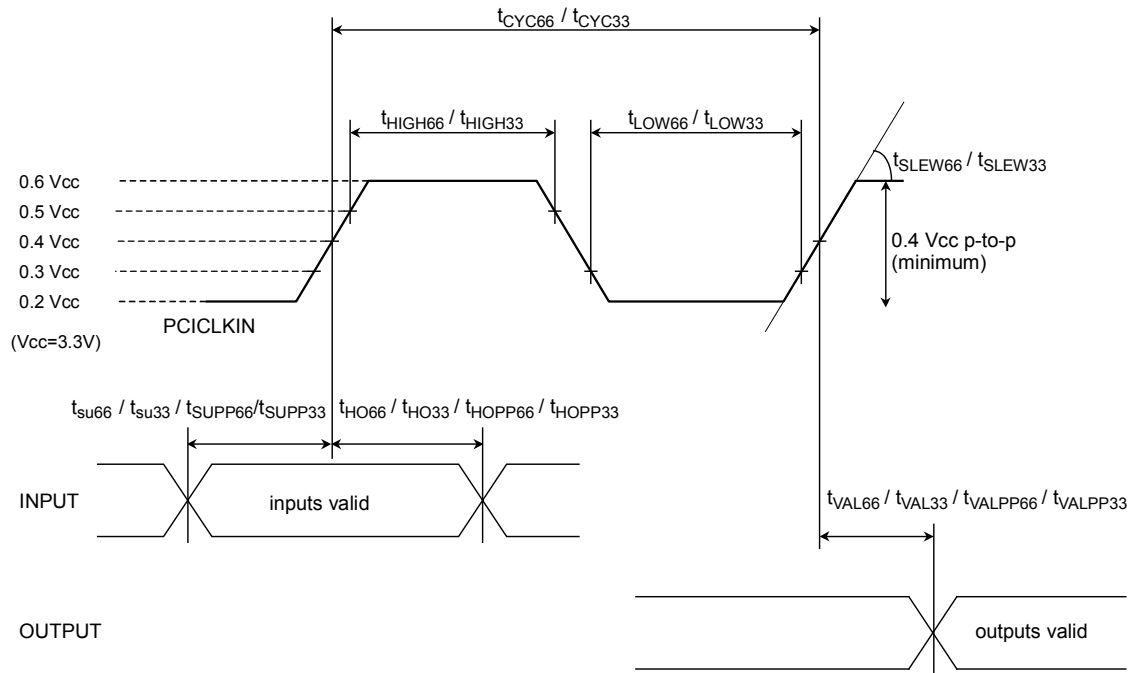 tCYC66 / tCYC33
tHIGH66 / tHIGH33
tLOW66 / tLOW33
tSLEW66 / tSLEW33
0.6 Vcc
0.5 Vcc
0.4 Vcc
0.3 Vcc
0.2 Vcc
(Vcc=3.3V)
PCICLKIN
0.4 Vcc p-to-p
(minimum)
tsu66 / tsu33 / tSUPP66/tSUPP33
tHO66 / tHO33 / tHOPP66 / tHOPP33
INPUT
inputs valid
tVAL66 / tVAL33 / tVALPP66 / tVALPP33
OUTPUT
outputs valid